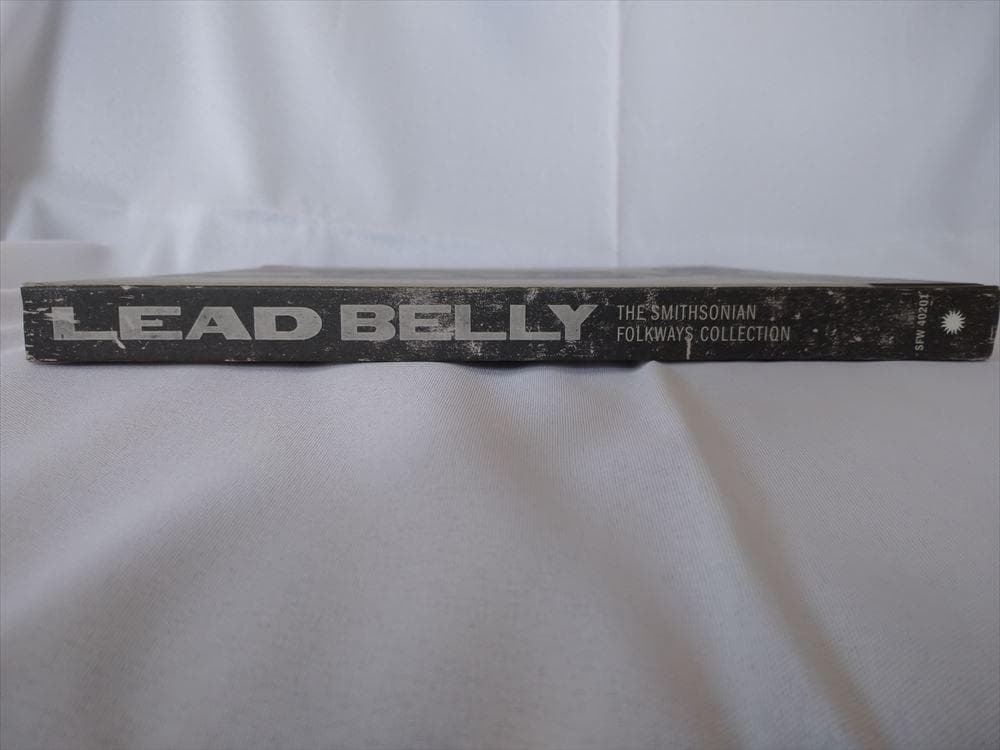 LEAD BELLY
THE SMITHSONIAN
FOLKWAYS COLLECTION
SFW 40201